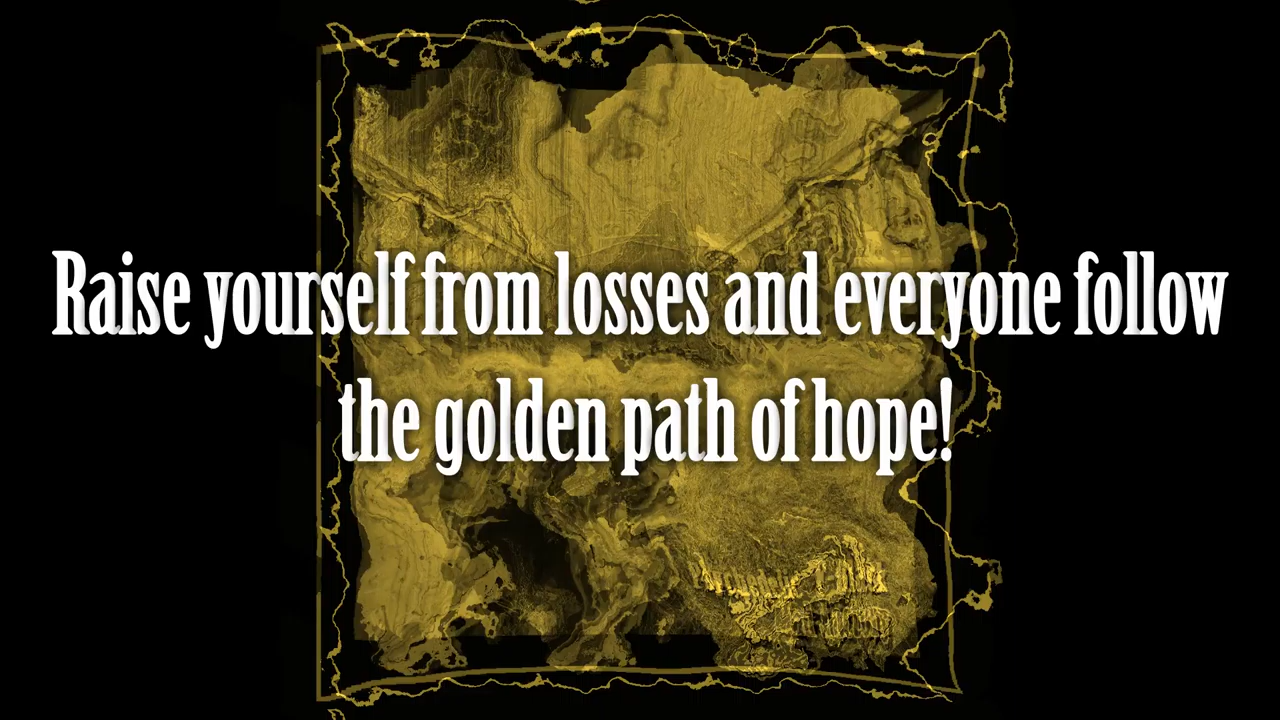 Raise yourself from losses and everyone follow
the golden path of hope!